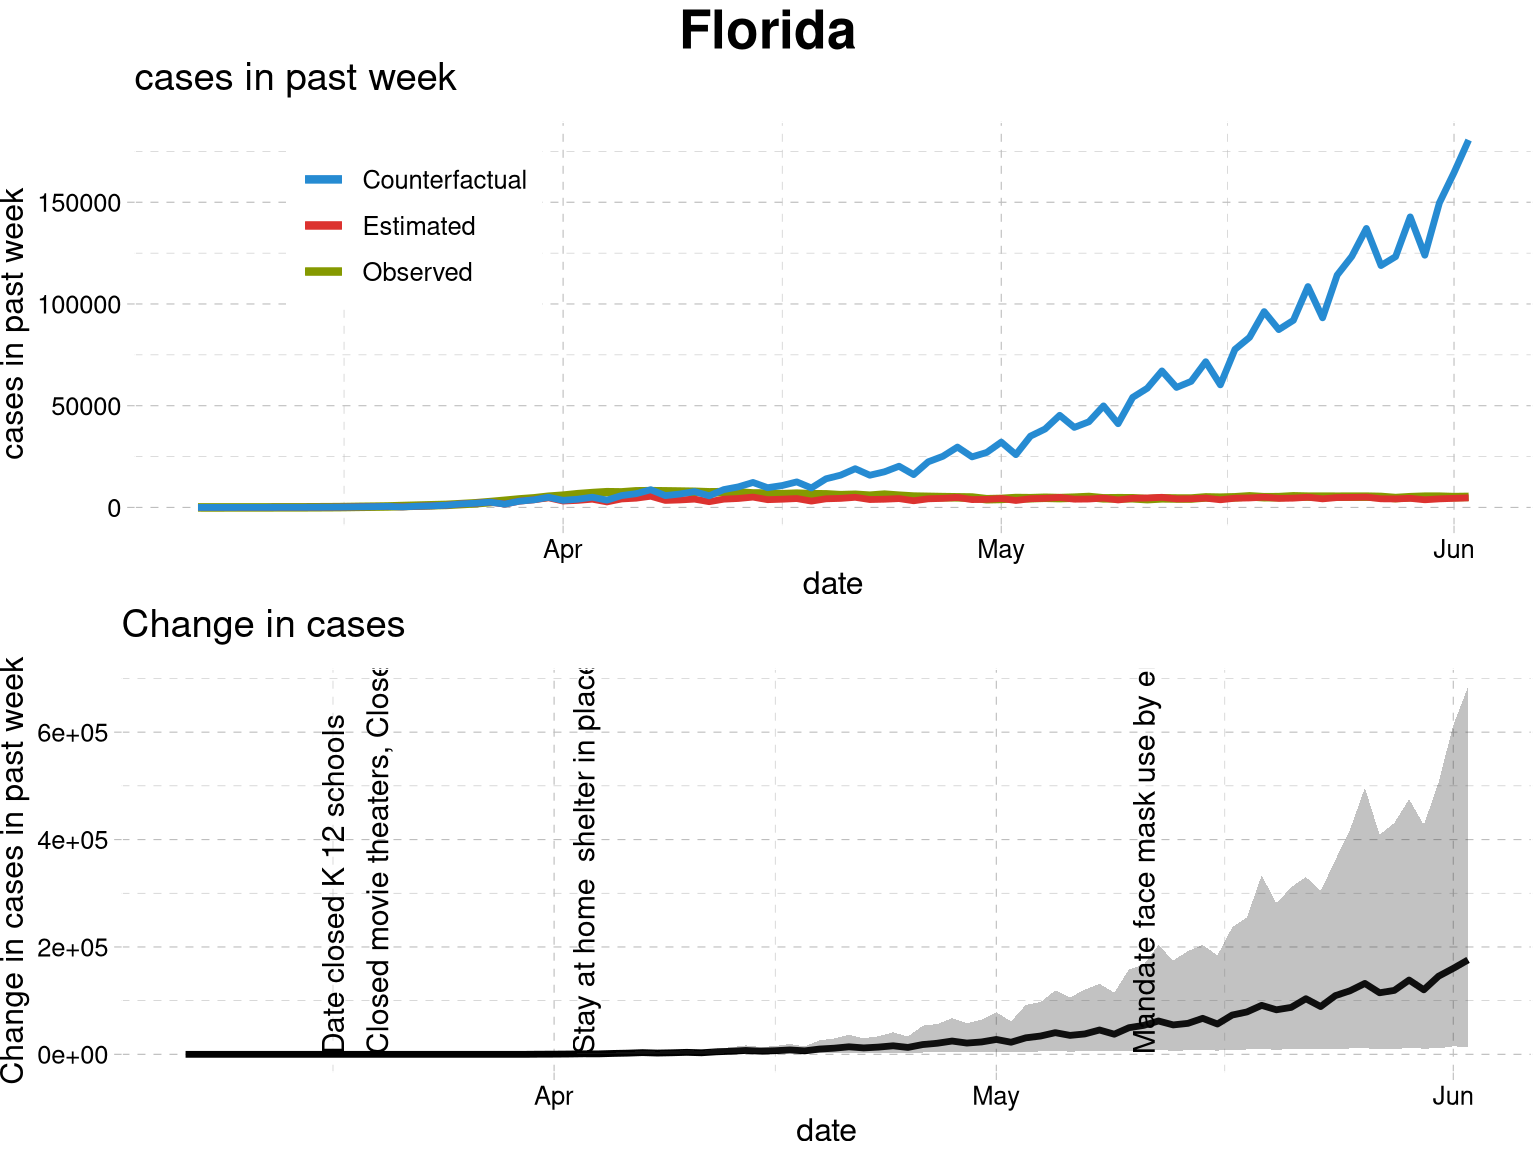 Florida
cases in past week
cases in past week
150000
100000
50000
0
Counterfactual
Estimated
Observed
Apr
May
Jun
date
Change in cases
Change in cases in past week
6e+05
4e+05
2e+05
0e+00
Date closed K 12 schools
Closed movie theaters, Close
Stay at home  shelter in place
Mandate face mask use by e
Apr
May
Jun
date